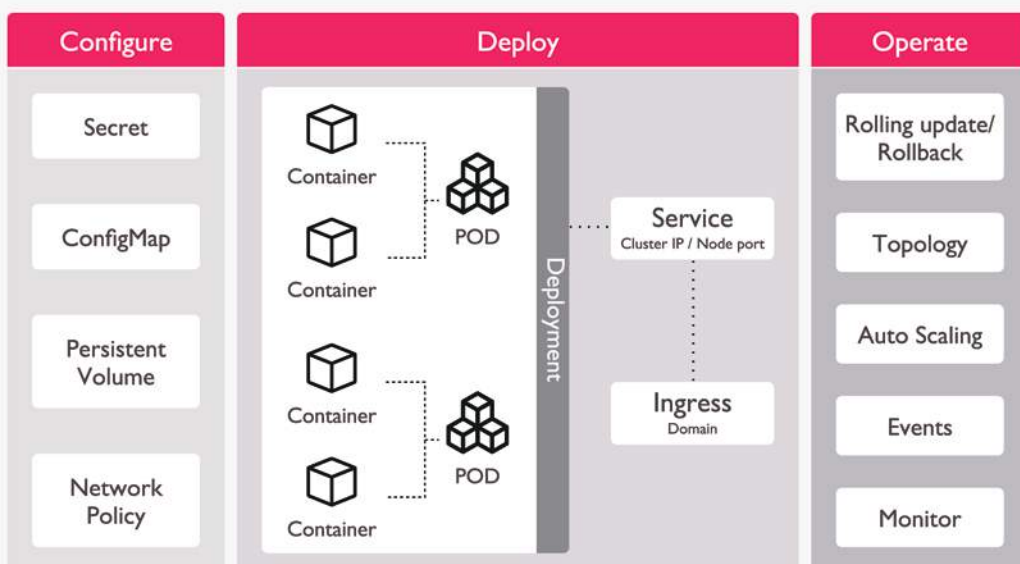 Configure
Secret
ConfigMap
Persistent
Volume
Network
Policy
Deploy
Container
Container
POD
Container
Container
POD
Deployment
Service
Cluster IP / Node port
Ingress
Domain
Operate
Rolling update/
Rollback
Topology
Auto Scaling
Events
Monitor